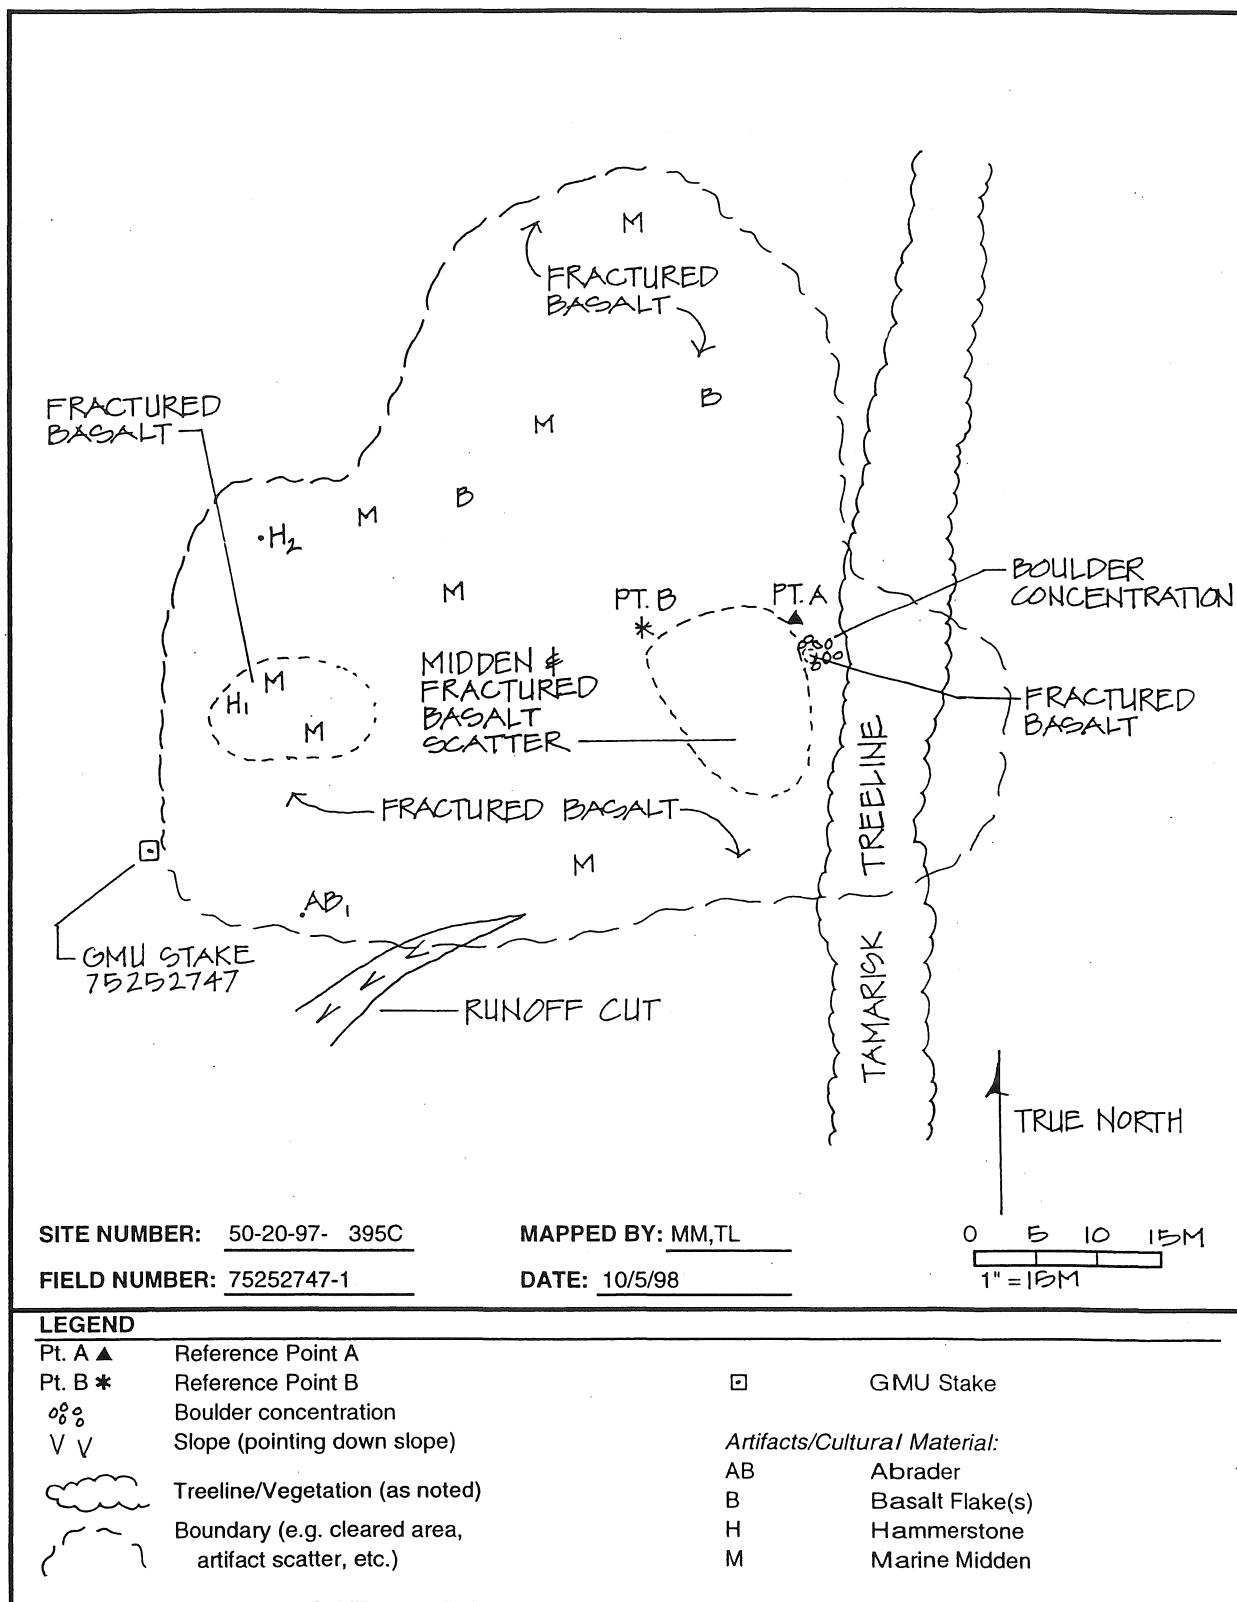 M
FRACTURED
BASALT
B
FRACTURED
BASALT
M
B
M
H2
M
BOULDER
CONCENTRATION
PT. B
PT. A
MIDDEN &
FRACTURED
BASALT
SCATTER
M
H1
M
FRACTURED
BASALT
TAMARISK TREELINE
FRACTURED BASALT
M
AB1
GMU STAKE
75252747
RUNOFF CUT
TRUE NORTH
SITE NUMBER: 50-20-97- 395C
MAPPED BY: MM,TL
0 5 10 15M
1" = 15M
FIELD NUMBER: 75252747-1
DATE: 10/5/98
LEGEND
Pt. A Reference Point A
Pt. B Reference Point B
GMU Stake
Boulder concentration
Slope (pointing down slope)
Artifacts/Cultural Material:
AB Abrader
Treeline/Vegetation (as noted)
B Basalt Flake(s)
Boundary (e.g. cleared area,
artifact scatter, etc.)
H Hammerstone
M Marine Midden